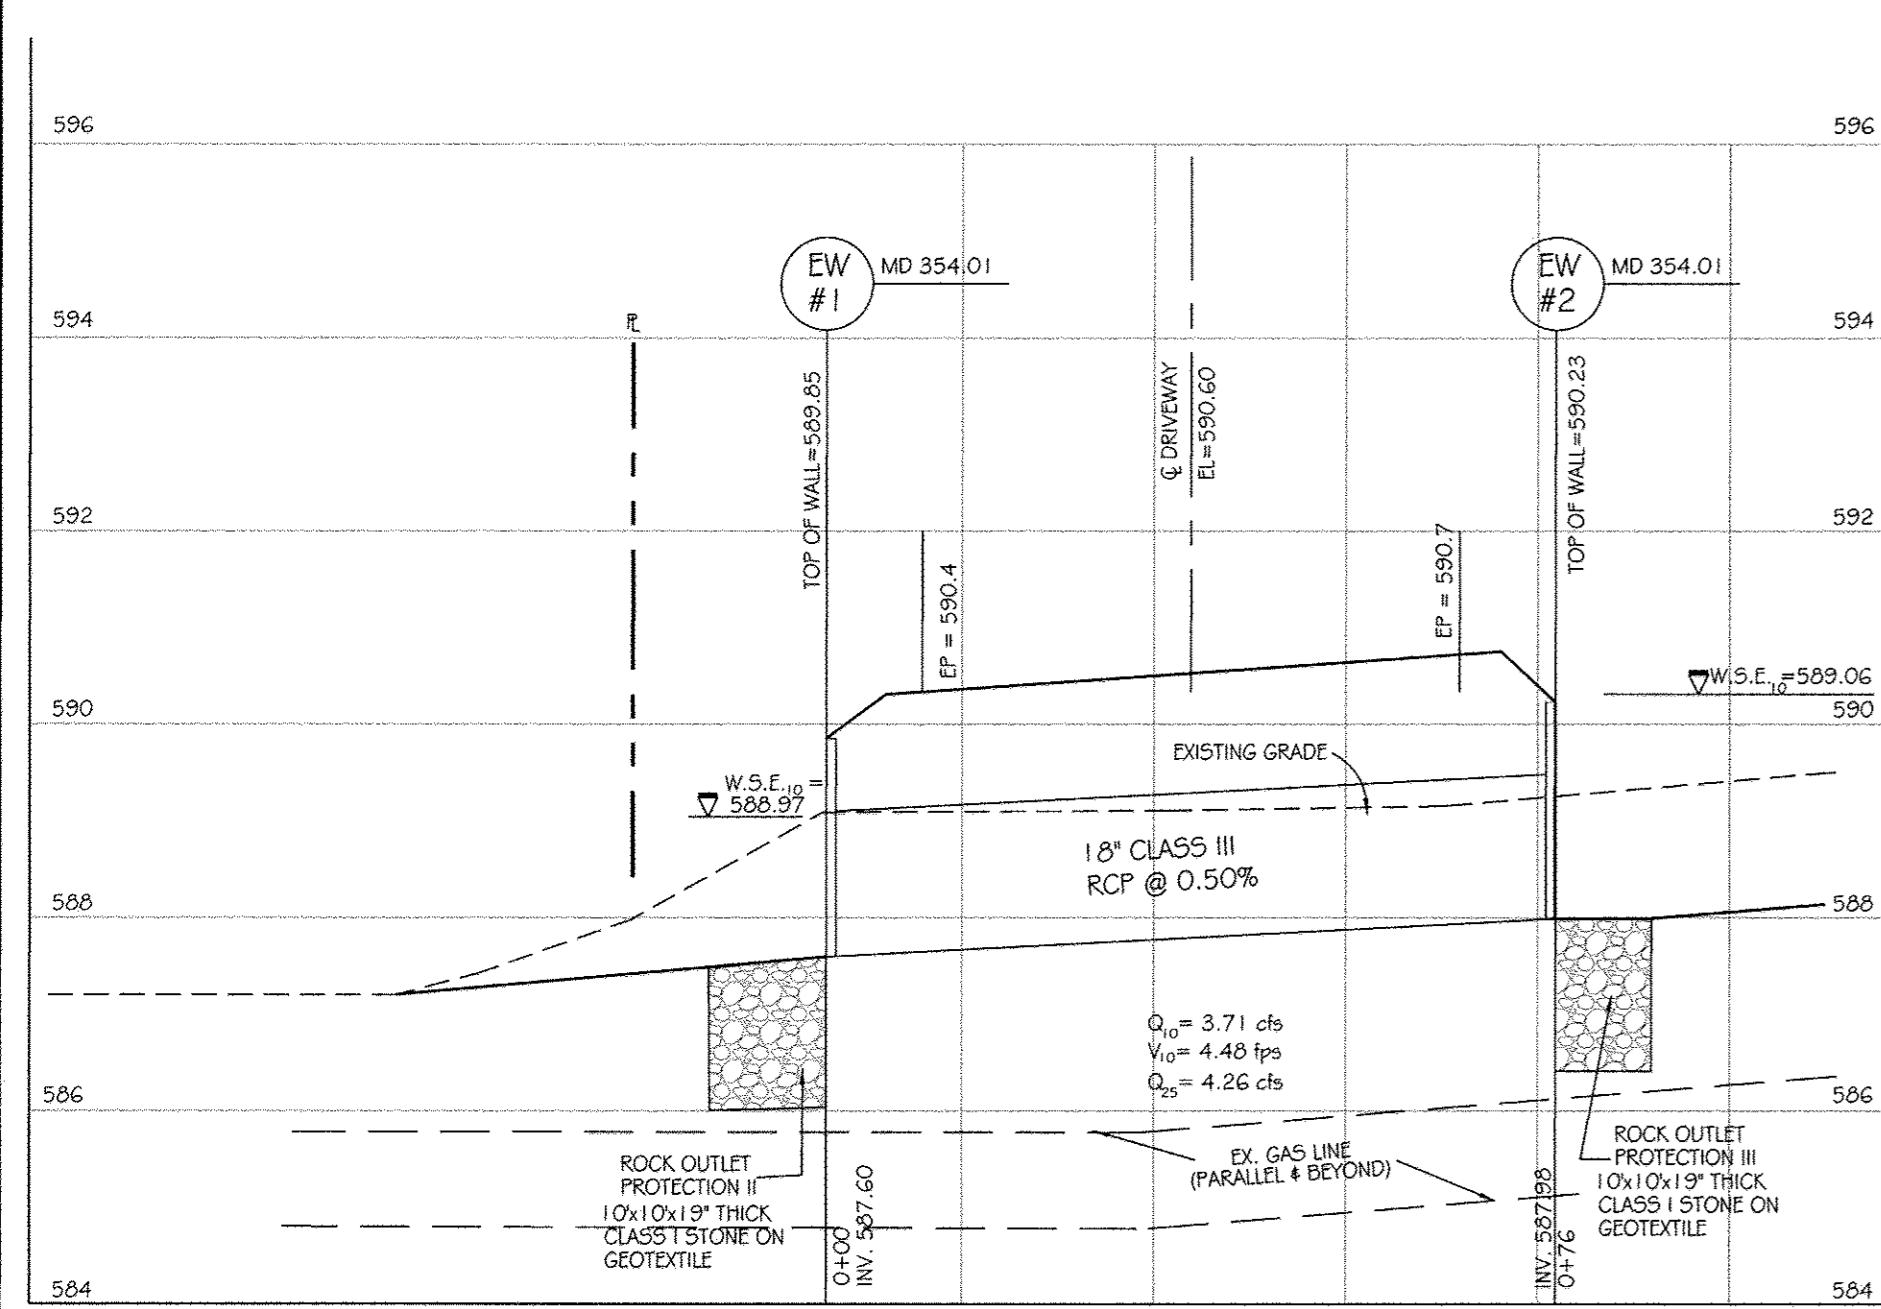 596
596
EW
#1
MD 354.01
EW
#2
MD 354.01
594
594
PL
TOP OF WALL=589.85
℄ DRIVEWAY
EL=590.60
TOP OF WALL=590.23
592
592
EP = 590.4
EP = 590.7
W.S.E.10=589.06
590
590
EXISTING GRADE
W.S.E.10 =
588.97
18" CLASS III
RCP @ 0.50%
588
588
Q10= 3.71 cfs
V10= 4.48 fps
Q25= 4.26 cfs
586
586
ROCK OUTLET
PROTECTION II
10'x10'x19" THICK
CLASS I STONE ON
GEOTEXTILE
EX. GAS LINE
(PARALLEL & BEYOND)
ROCK OUTLET
PROTECTION III
10'x10'x19" THICK
CLASS I STONE ON
GEOTEXTILE
0+00
INV. 587.60
INV. 587.98
0+76
584
584